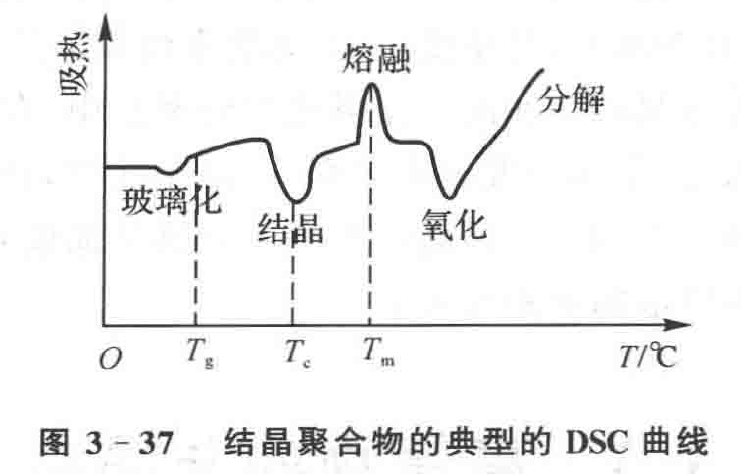 吸热
熔融
分解
玻璃化
结晶
氧化
O
Tg
Tc
Tm
T/℃
图 3-37 结晶聚合物的典型的 DSC 曲线